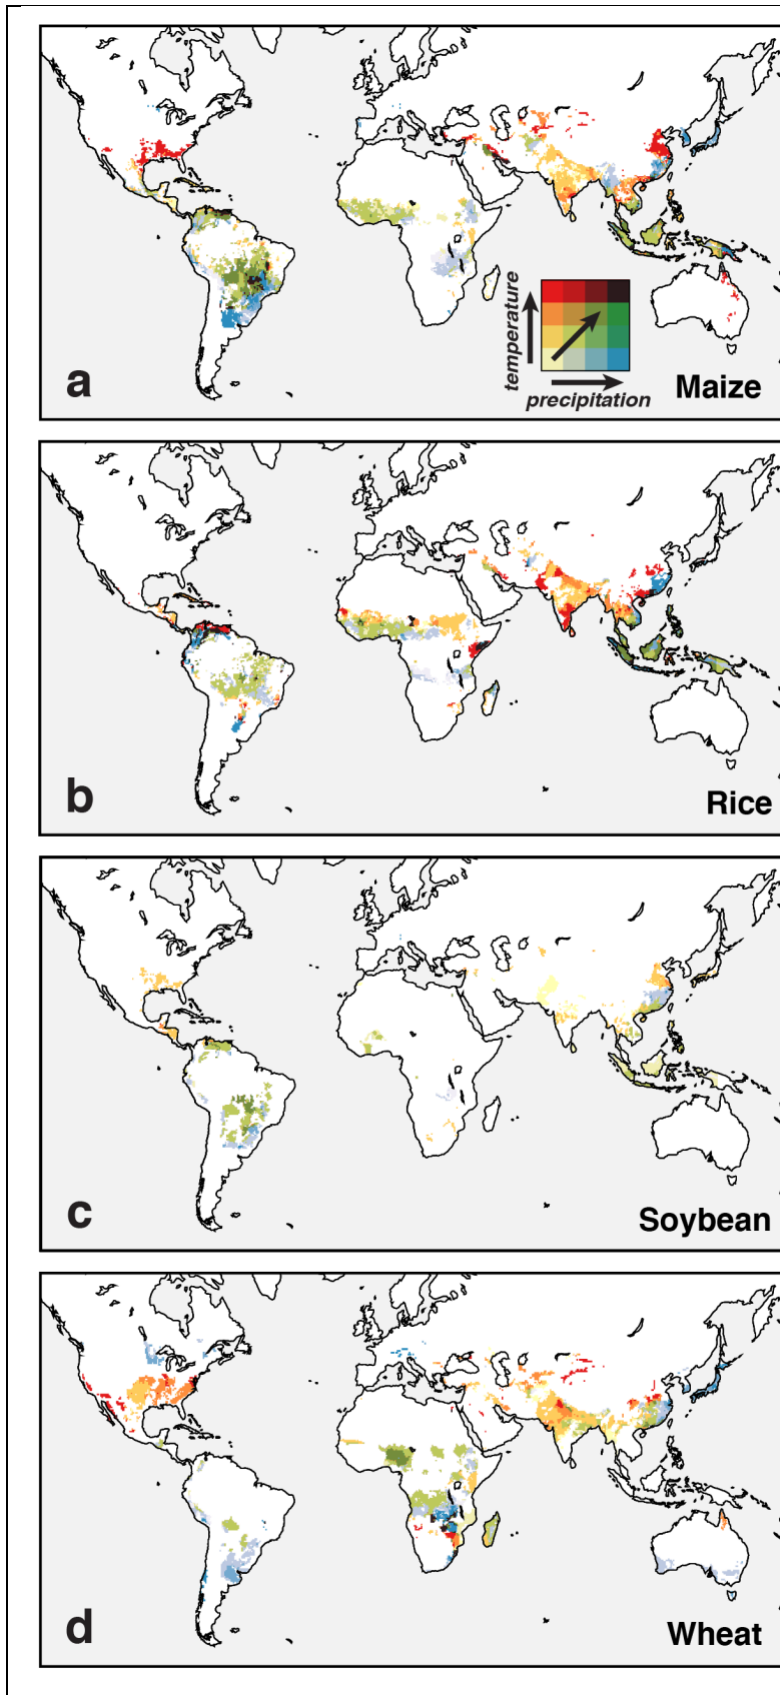 temperature
precipitation
a
Maize
b
Rice
c
Soybean
d
Wheat